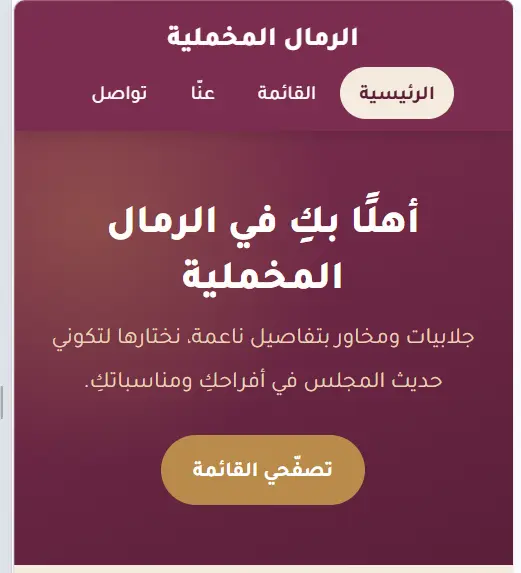 الرمال المخملية
الرئيسية القائمة عنّا تواصل
أهلًا بكِ في الرمال
المخملية
جلابيات ومخاور بتفاصيل ناعمة، نختارها لتكوني
حديث المجلس في أفراحكِ ومناسباتكِ.
تصفّحي القائمة